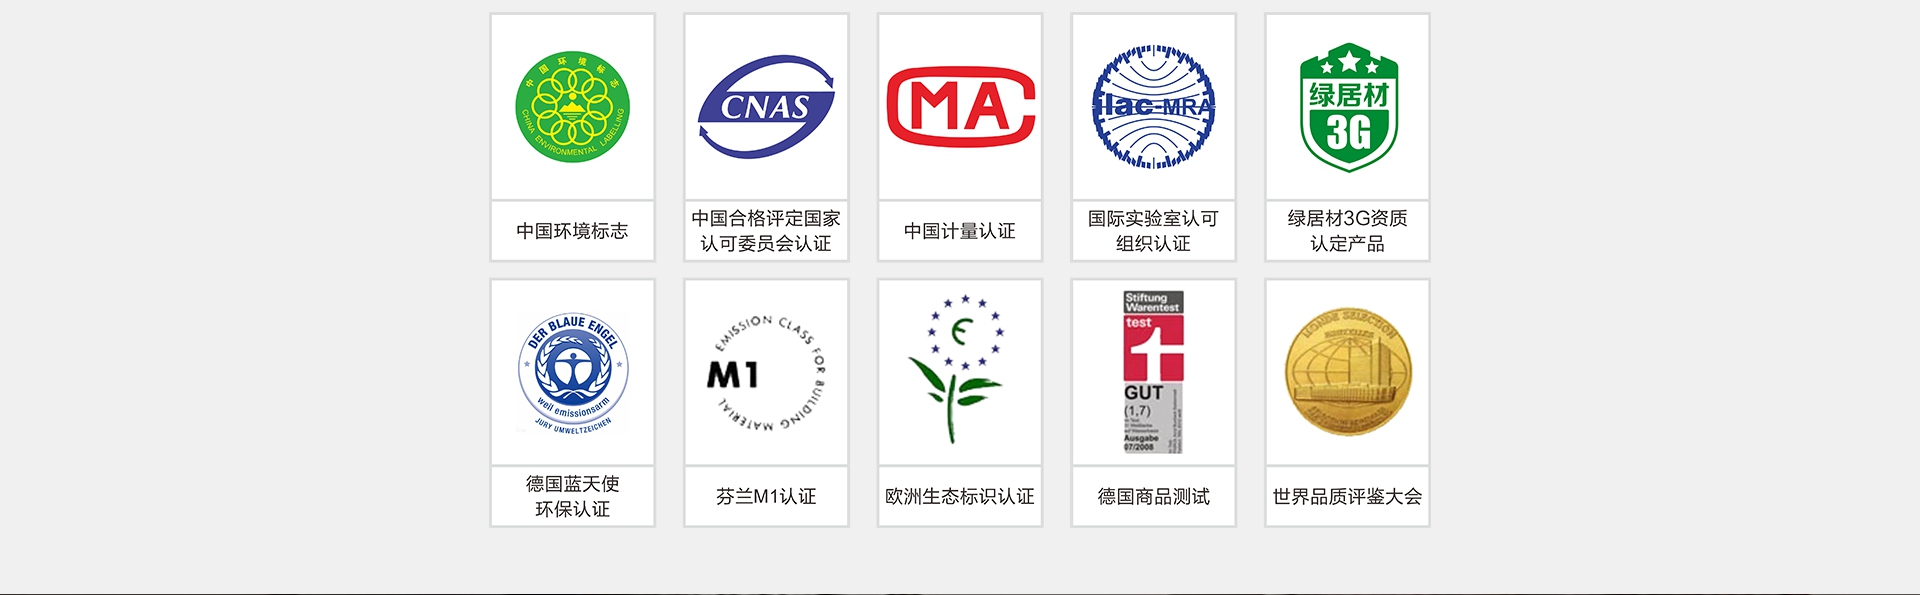 中国环境标志
CHINA ENVIRONMENTAL LABELLING
中国环境标志
CNAS
中国合格评定国家
认可委员会认证
MA
中国计量认证
ilac-MRA
国际实验室认可
组织认证
绿居材
3G
绿居材3G资质
认定产品
DER BLAUE ENGEL
weil emissionsarm
JURY UMWELTZEICHEN
德国蓝天使
环保认证
M1
EMISSION CLASS FOR BUILDING MATERIAL
芬兰M1认证
欧洲生态标识认证
Stiftung
Warentest
test
GUT
(1,7)
Ausgabe
07/2008
德国商品测试
MONDE SELECTION
世界品质评鉴大会